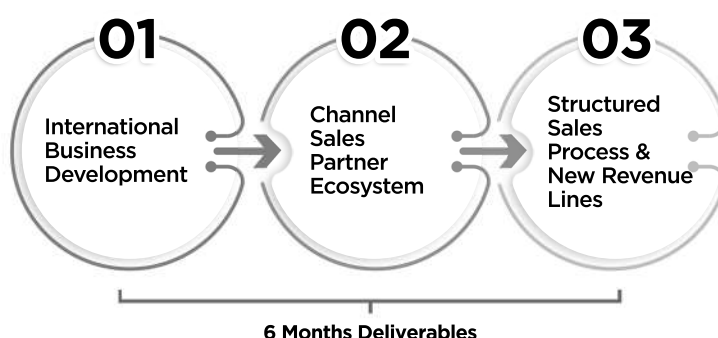 01
International
Business
Development
02
Channel
Sales
Partner
Ecosystem
03
Structured
Sales
Process &
New Revenue
Lines
6 Months Deliverables